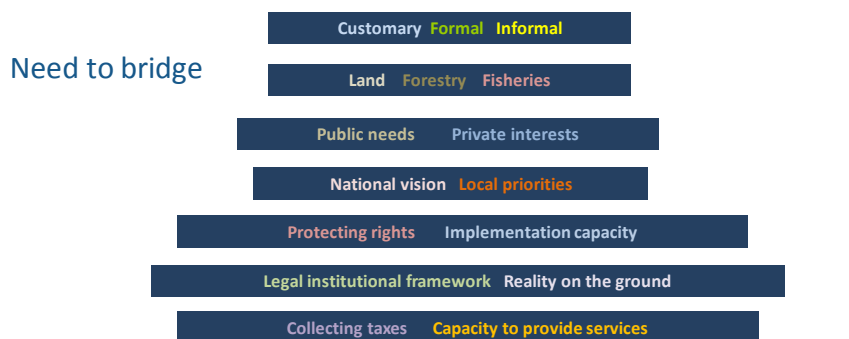 Customary Formal Informal
Need to bridge
Land Forestry Fisheries
Public needs Private interests
National vision Local priorities
Protecting rights Implementation capacity
Legal institutional framework Reality on the ground
Collecting taxes Capacity to provide services